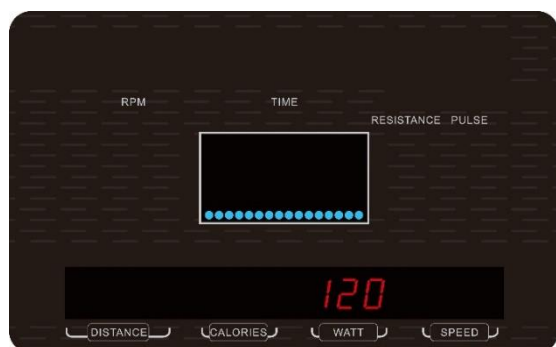 RPM TIME
RESISTANCE PULSE
120
DISTANCE CALORIES WATT SPEED